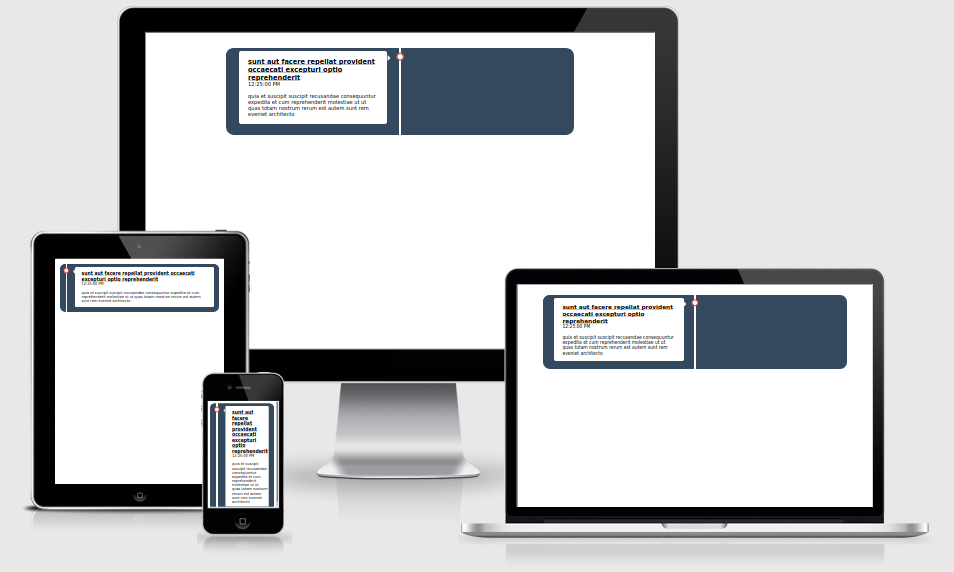 sunt aut facere repellat provident
occaecati excepturi optio
reprehenderit
12:25:00 PM
quia et suscipit suscipit recusandae consequuntur
expedita et cum reprehenderit molestiae ut ut
quas totam nostrum rerum est autem sunt rem
eveniet architecto
sunt aut facere repellat provident occaecati
excepturi optio reprehenderit
12:25:00 PM
quia et suscipit suscipit recusandae consequuntur expedita et cum
reprehenderit molestiae ut ut quas totam nostrum rerum est autem
sunt rem eveniet architecto
sunt aut facere repellat provident
occaecati excepturi optio
reprehenderit
12:25:00 PM
quia et suscipit suscipit recusandae consequuntur
expedita et cum reprehenderit molestiae ut ut
quas totam nostrum rerum est autem sunt rem
eveniet architecto
sunt aut
facere
repellat
provident
occaecati
excepturi
optio
reprehenderit
12:25:00 PM
quia et suscipit
suscipit recusandae
consequuntur
expedita et cum
reprehenderit
molestiae ut ut
quas totam nostrum
rerum est autem
sunt rem eveniet
architecto